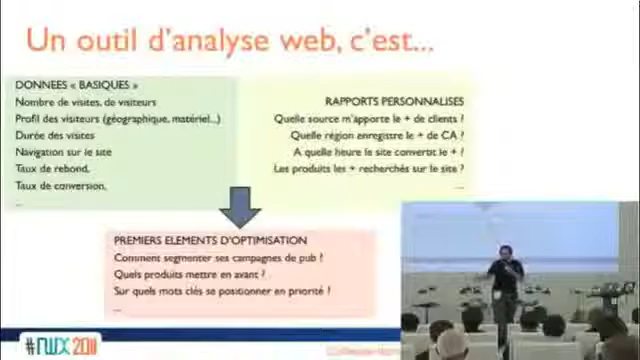 Un outil d'analyse web, c'est...
DONNEES « BASIQUES »
Nombre de visites, de visiteurs
Profil des visiteurs (géographique, matériel...)
Durée des visites
Navigation sur le site
Taux de rebond,
Taux de conversion,
...
RAPPORTS PERSONNALISES
Quelle source m'apporte le + de clients ?
Quelle région enregistre le + de CA ?
A quelle heure le site convertit le + ?
Les produits les + recherchés sur le site ?
...
PREMIERS ELEMENTS D'OPTIMISATION
Comment segmenter ses campagnes de pub ?
Quels produits mettre en avant ?
Sur quels mots clés se positionner en priorité ?
...